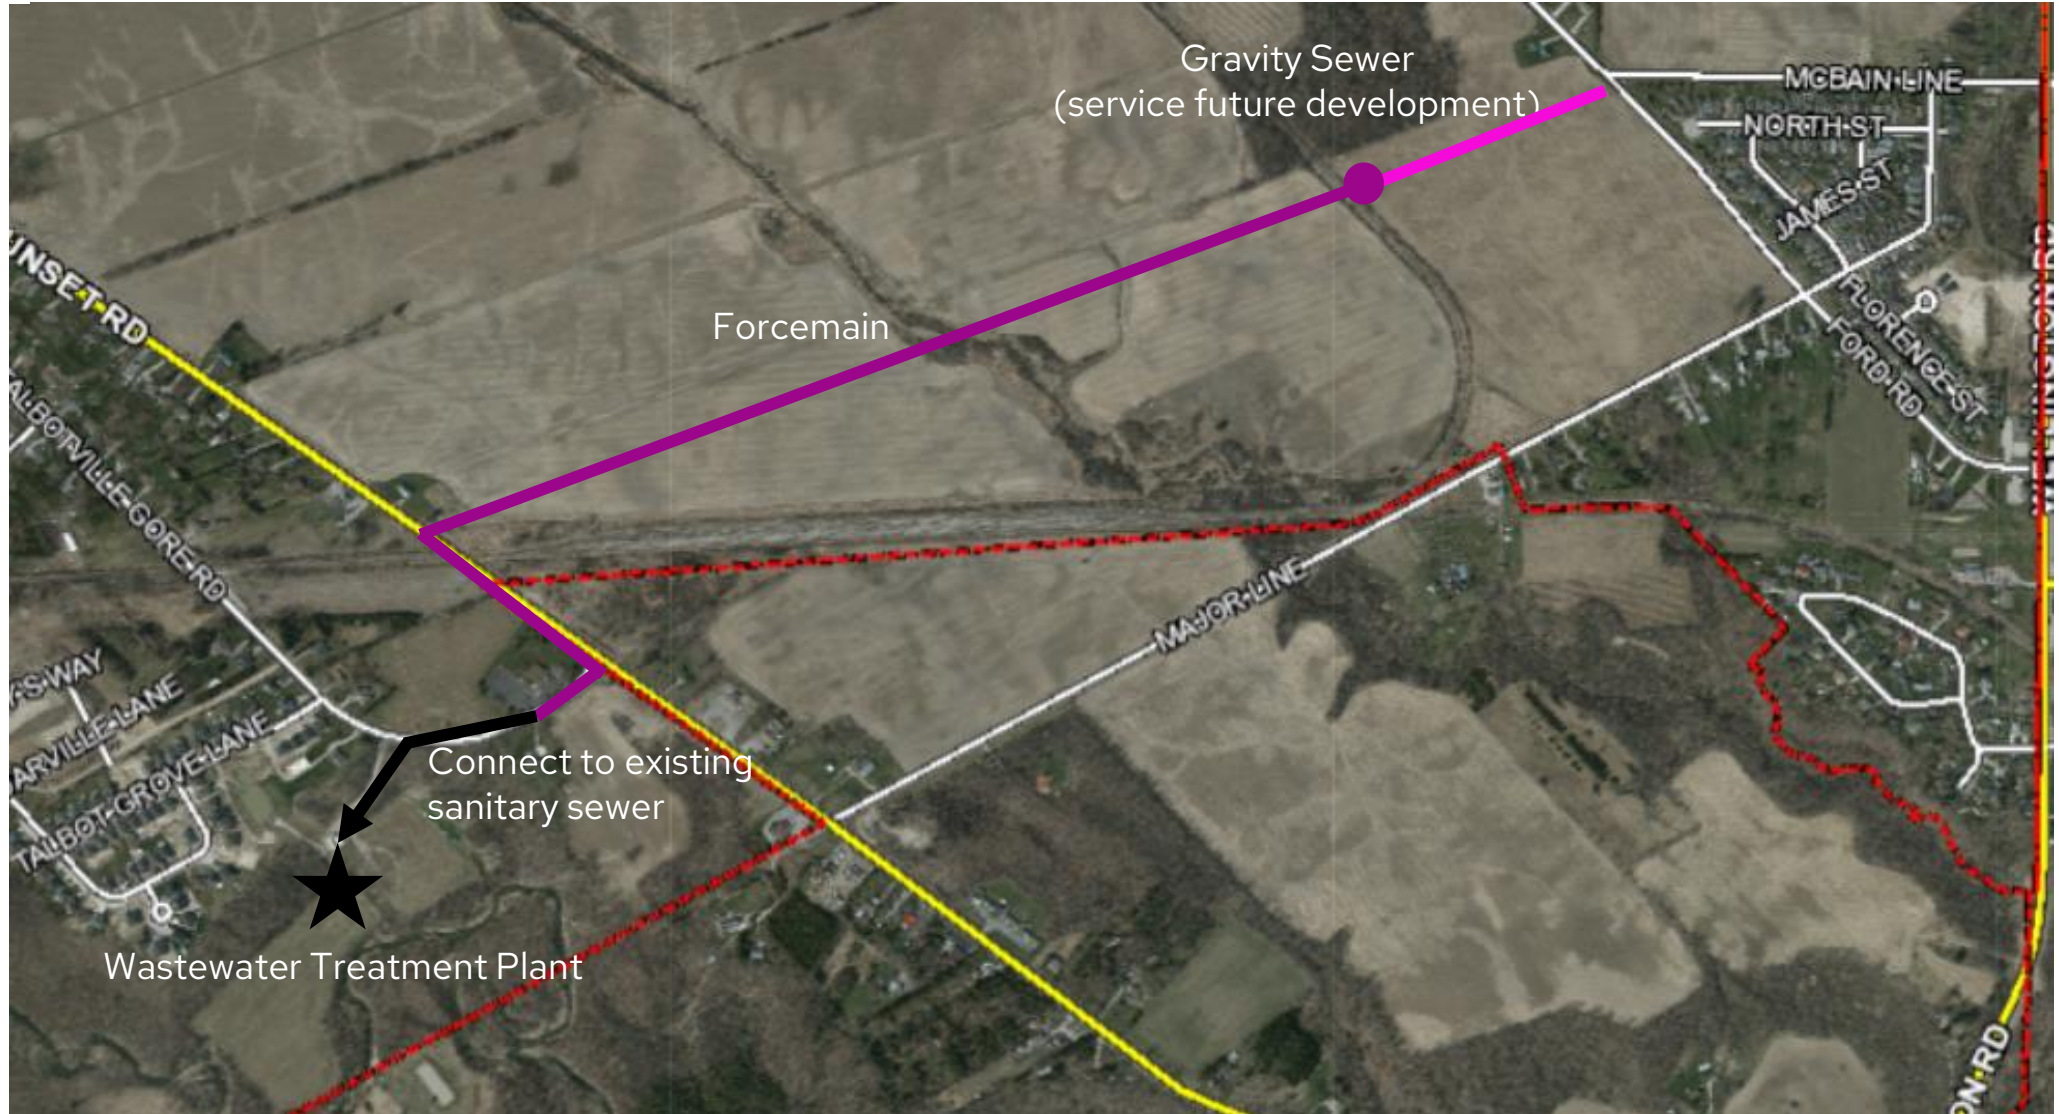 Gravity Sewer
(service future development)
MCBAIN LINE
NORTH ST
JAMES ST
FLORENCE ST
FORD RD
UNSET RD
Forcemain
TALBOTVILLE GORE RD
MAJOR LINE
Y'S WAY
ARVILLE LANE
TALBOT GROVE LANE
Connect to existing
sanitary sewer
Wastewater Treatment Plant
ON RD